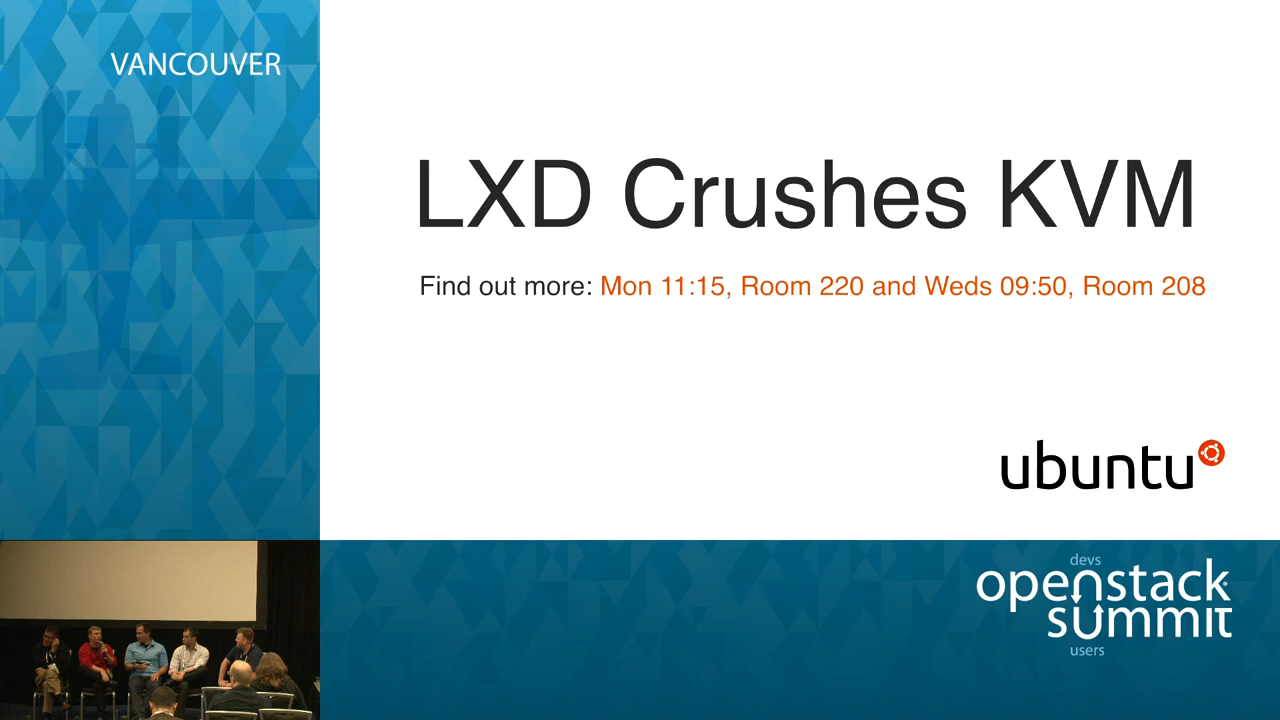 VANCOUVER
LXD Crushes KVM
Find out more: Mon 11:15, Room 220 and Weds 09:50, Room 208
ubuntu
devs
openstack
summit
users